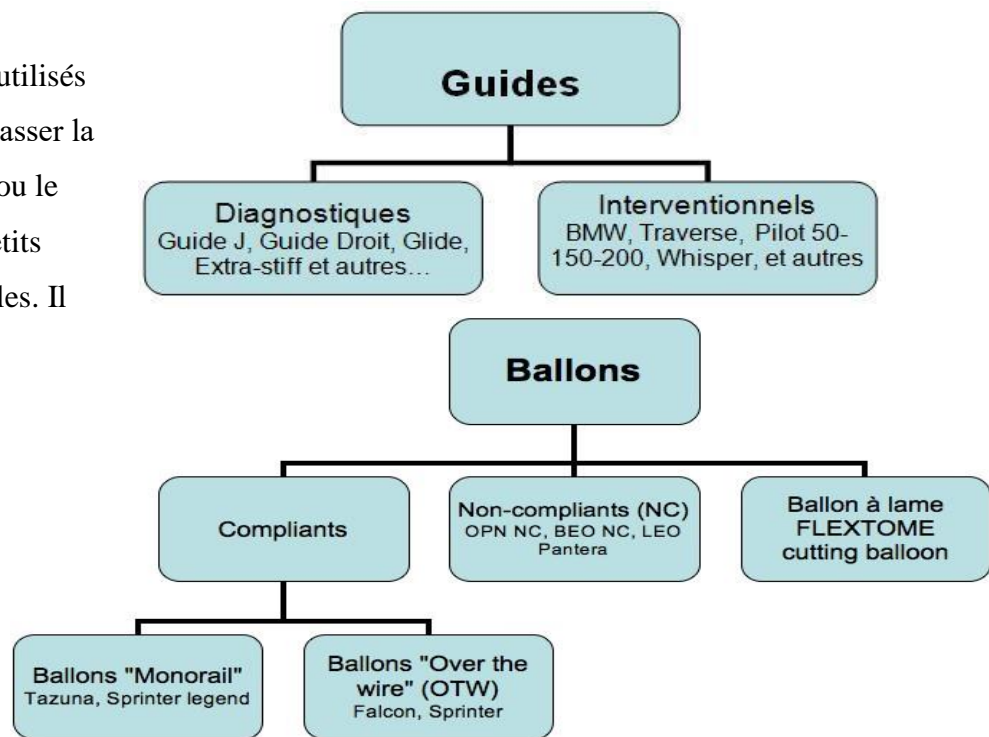 utilisés
asser la
ou le
etits
les. Il
Guides
Diagnostiques
Guide J, Guide Droit, Glide,
Extra-stiff et autres…
Interventionnels
BMW, Traverse, Pilot 50-
150-200, Whisper, et autres
Ballons
Compliants
Non-compliants (NC)
OPN NC, BEO NC, LEO
Pantera
Ballon à lame
FLEXTOME
cutting balloon
Ballons "Monorail"
Tazuna, Sprinter legend
Ballons "Over the
wire" (OTW)
Falcon, Sprinter